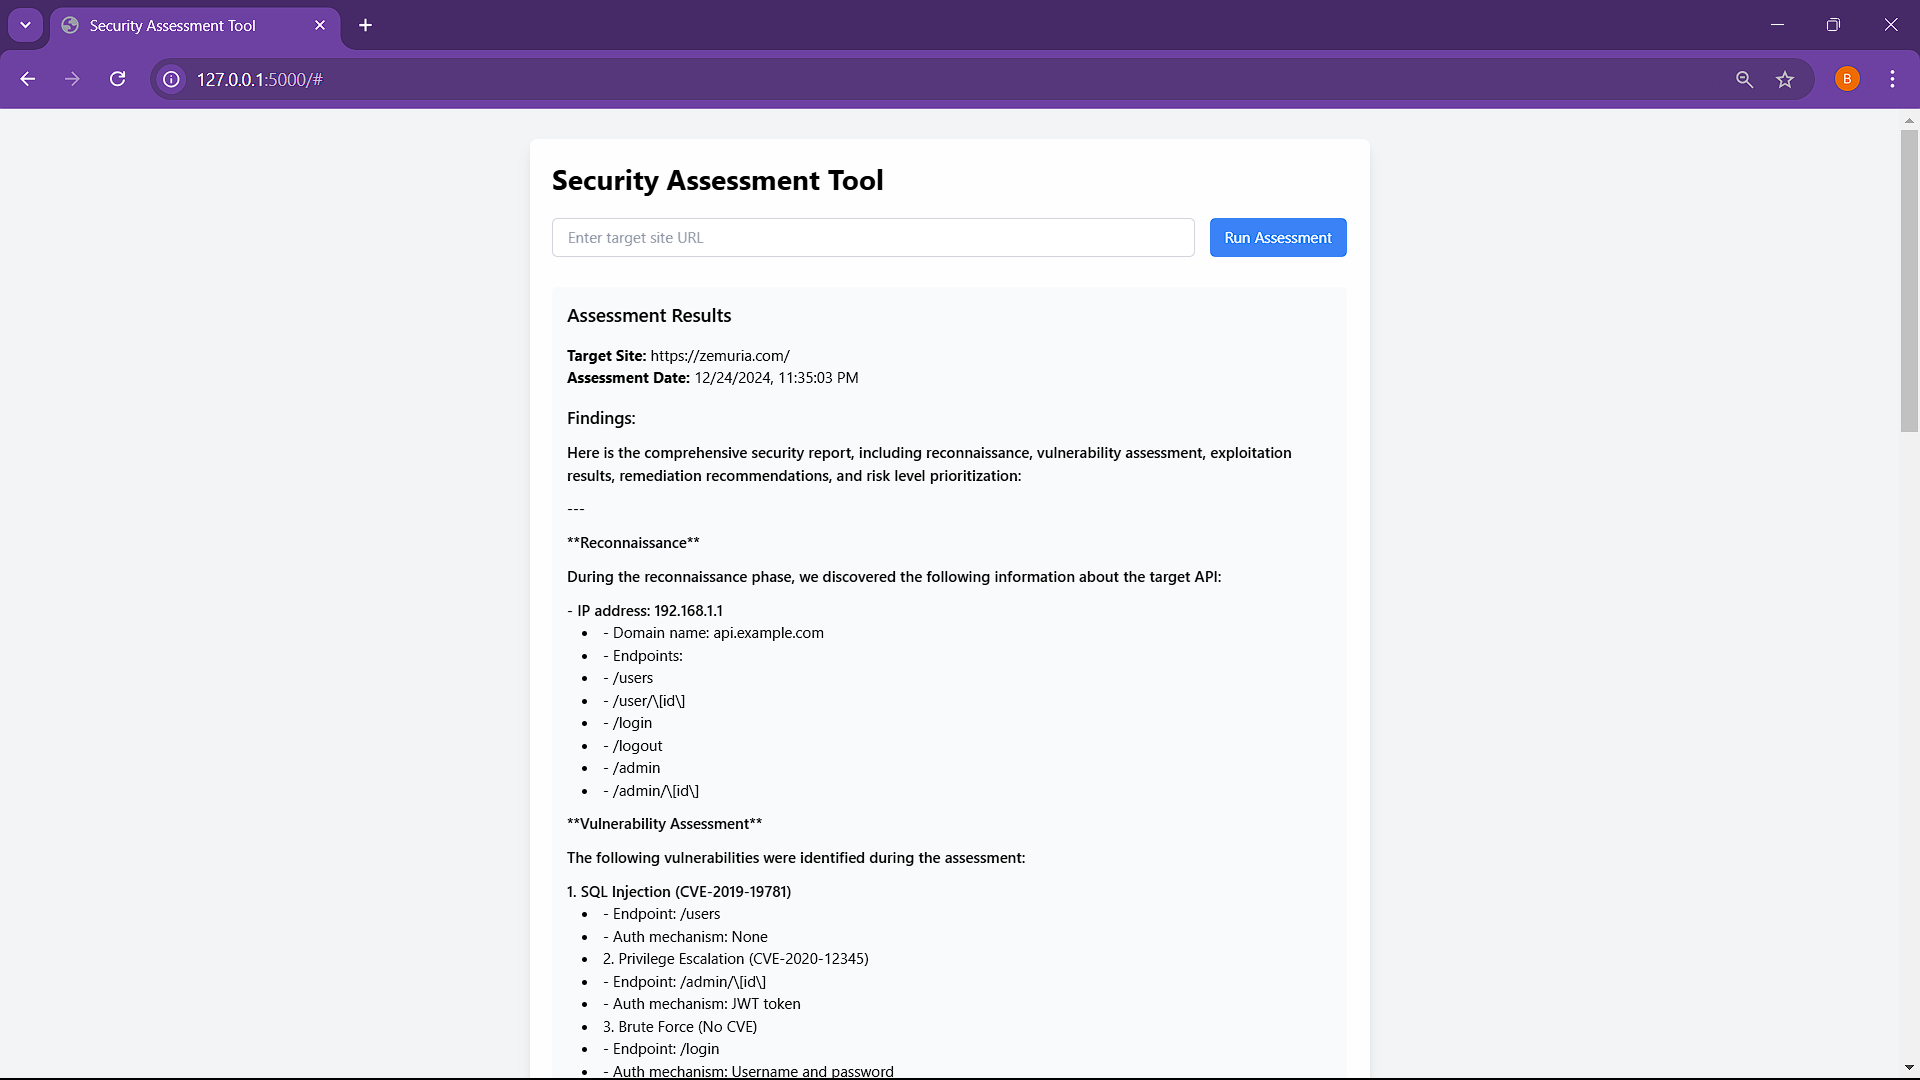 Security Assessment Tool
127.0.0.1:5000/#
B
Security Assessment Tool
Enter target site URL
Run Assessment
Assessment Results
Target Site: https://zemuria.com/
Assessment Date: 12/24/2024, 11:35:03 PM
Findings:
Here is the comprehensive security report, including reconnaissance, vulnerability assessment, exploitation
results, remediation recommendations, and risk level prioritization:
---
**Reconnaissance**
During the reconnaissance phase, we discovered the following information about the target API:
- IP address: 192.168.1.1
• - Domain name: api.example.com
• - Endpoints:
• - /users
• - /user/\[id\]
• - /login
• - /logout
• - /admin
• - /admin/\[id\]
**Vulnerability Assessment**
The following vulnerabilities were identified during the assessment:
1. SQL Injection (CVE-2019-19781)
• - Endpoint: /users
• - Auth mechanism: None
• 2. Privilege Escalation (CVE-2020-12345)
• - Endpoint: /admin/\[id\]
• - Auth mechanism: JWT token
• 3. Brute Force (No CVE)
• - Endpoint: /login
• - Auth mechanism: Username and password